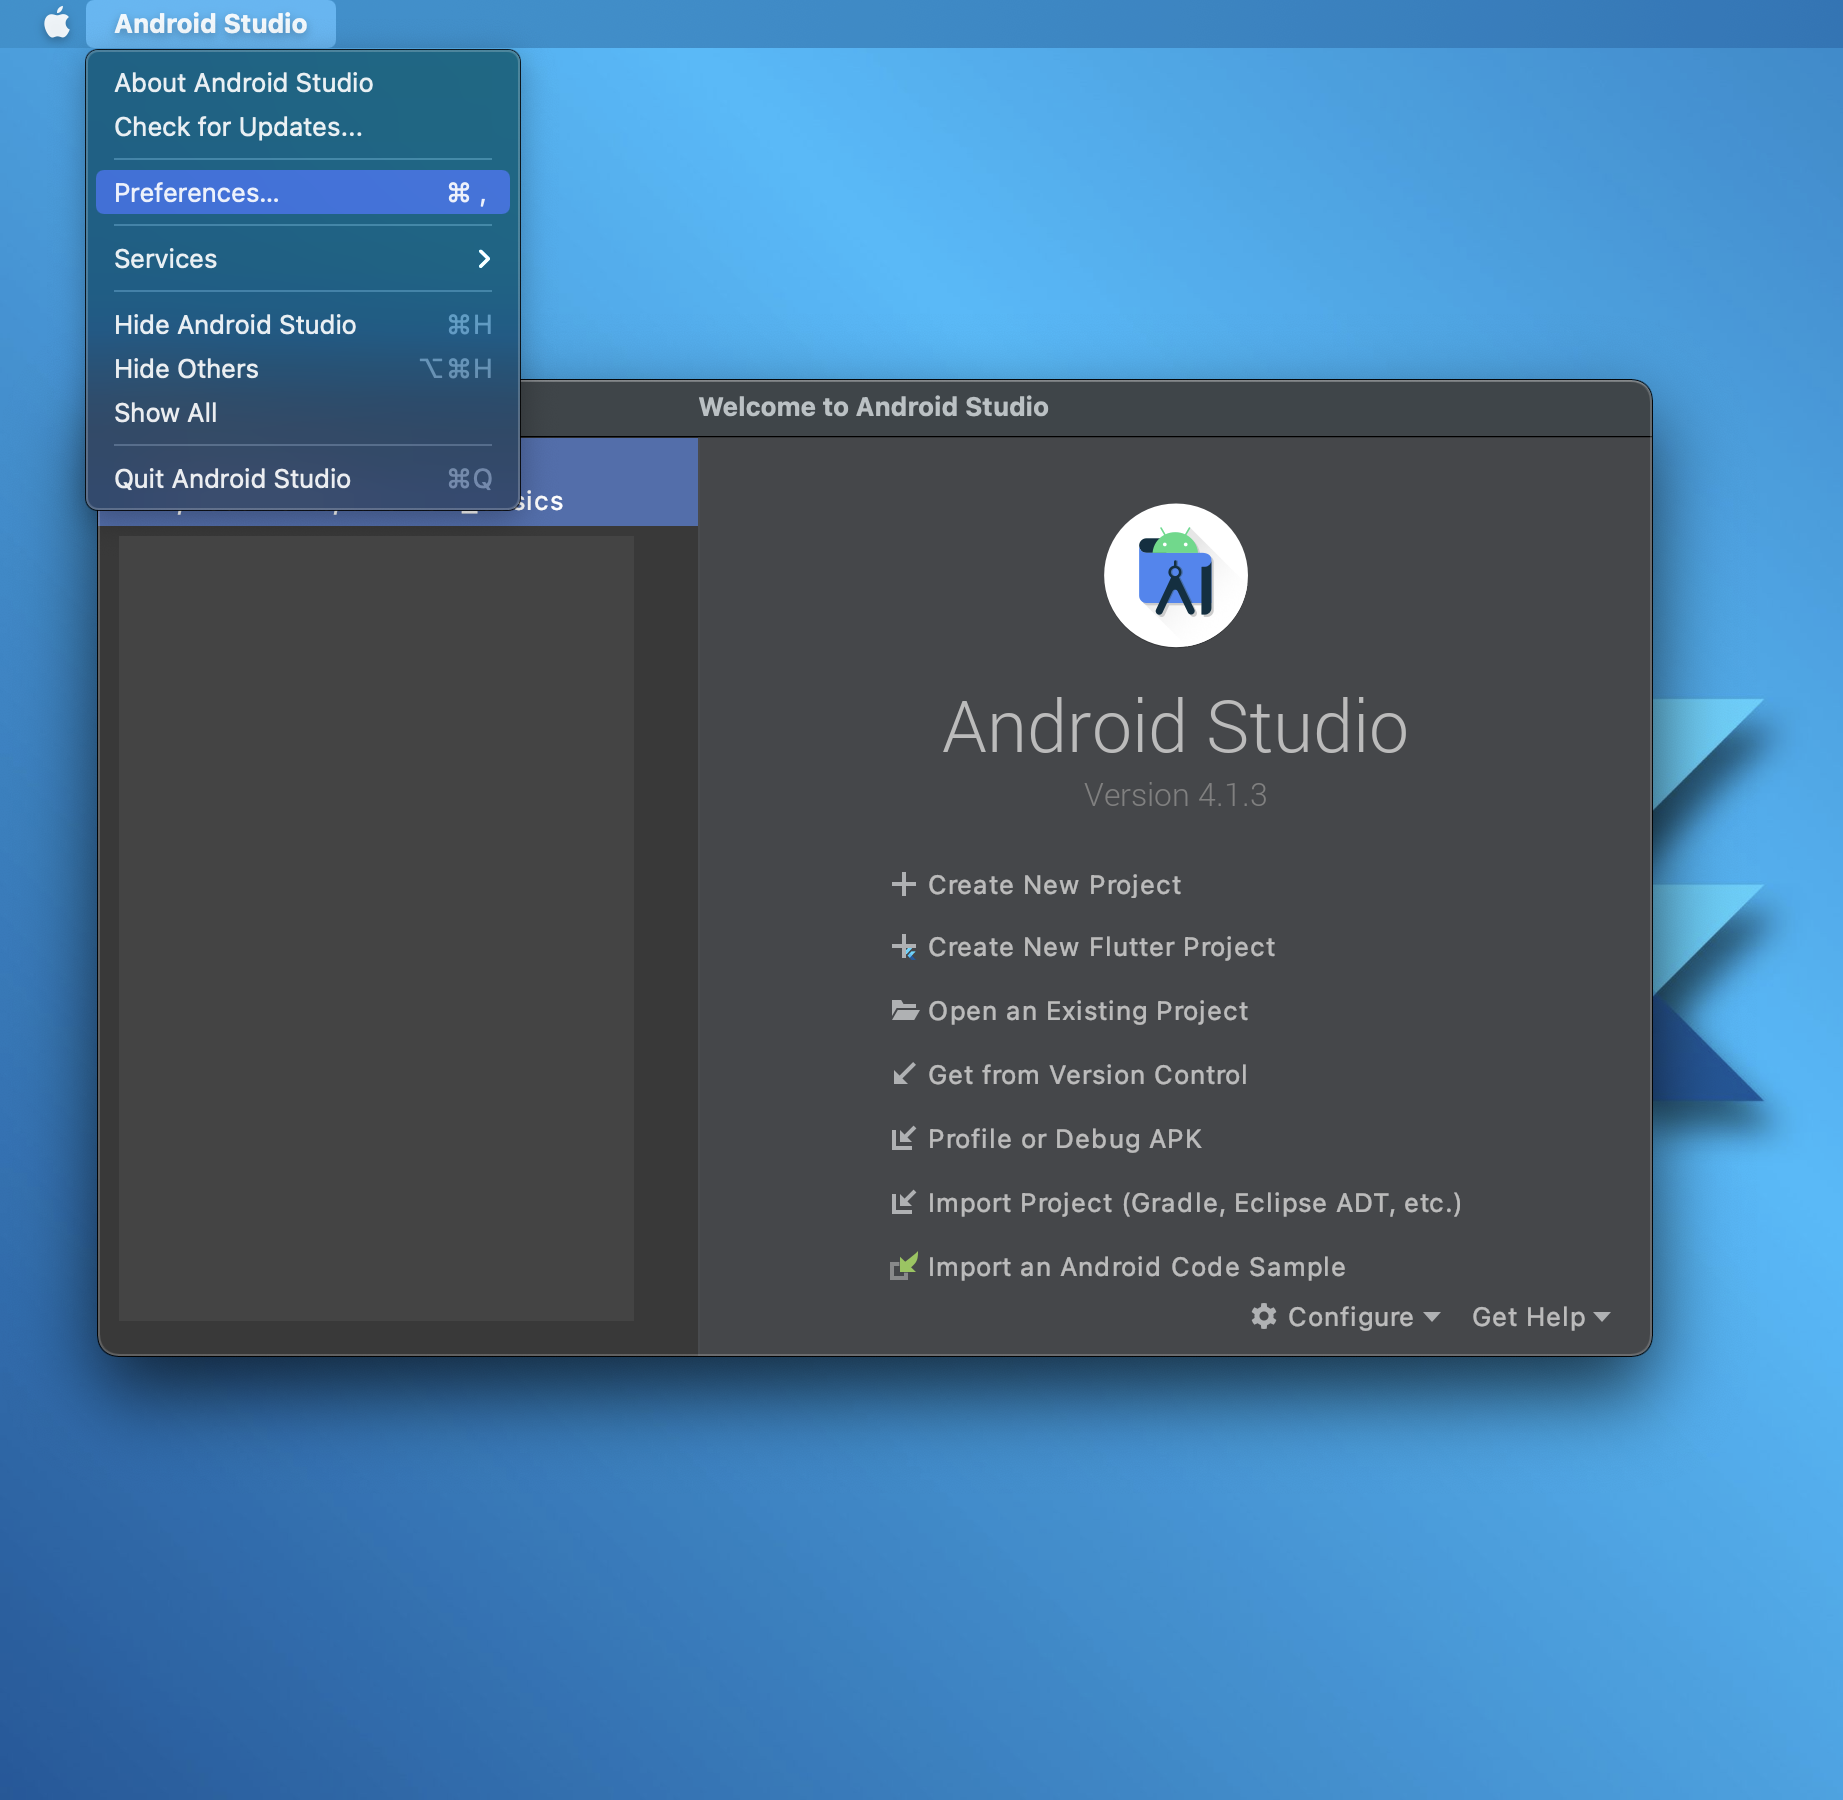 Android Studio
About Android Studio
Check for Updates...
Preferences... ⌘ ,
Services
Hide Android Studio ⌘H
Hide Others ⌥⌘H
Show All
Quit Android Studio ⌘Q
Welcome to Android Studio
Android Studio
Version 4.1.3
Create New Project
Create New Flutter Project
Open an Existing Project
Get from Version Control
Profile or Debug APK
Import Project (Gradle, Eclipse ADT, etc.)
Import an Android Code Sample
Configure
Get Help